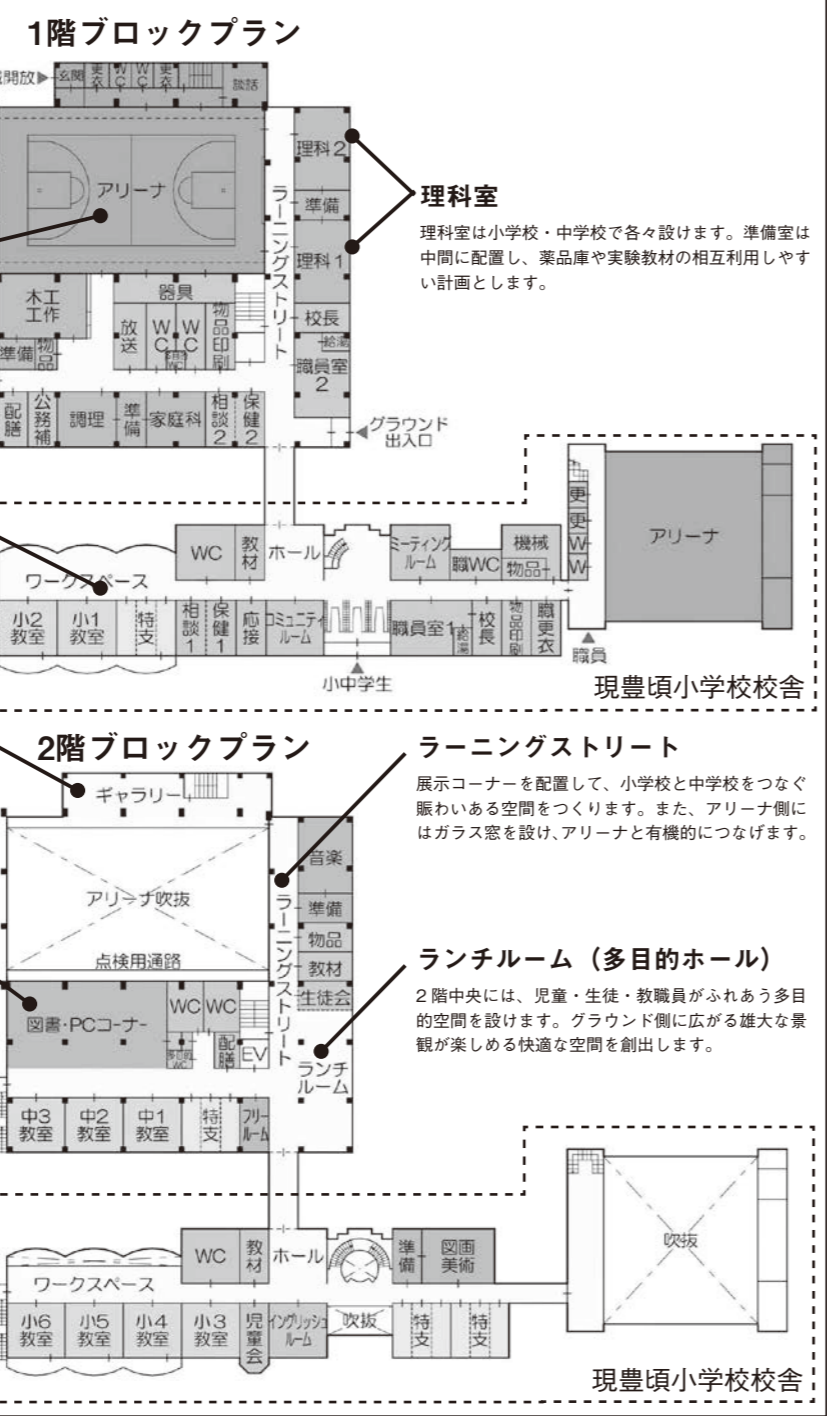 1階ブロックプラン
開放▶
玄関
更衣
WC
WC
更衣
談話
アリーナ
ラーニングストリート
理科2
準備
理科1
校長
給湯
職員室2
理科室
理科室は小学校・中学校で各々設けます。準備室は
中間に配置し、薬品庫や実験教材の相互利用しやす
い計画とします。
木工
工作
準備
物品
器具
放送
WC
WC
多目的WC
物品印刷
配膳
公務補
調理
準備
家庭科
相談2
保健2
◀グラウンド
出入口
WC
教材
ホール
ミーティング
ルーム
職WC
機械
物品
更
更
W
W
アリーナ
ワークスペース
小2
教室
小1
教室
特支
相談1
保健1
応接
コミュニティ
ルーム
職員室1
給湯
校長
物品印刷
職更衣
▲
職員
▲
小中学生
現豊頃小学校校舎
2階ブロックプラン
ギャラリー
アリーナ吹抜
点検用通路
ラーニングストリート
音楽
準備
物品
教材
生徒会
ランチ
ルーム
ラーニングストリート
展示コーナーを配置して、小学校と中学校をつなぐ
賑わいある空間をつくります。また、アリーナ側に
はガラス窓を設け、アリーナと有機的につなげます。
ランチルーム（多目的ホール）
2階中央には、児童・生徒・教職員がふれあう多目
的空間を設けます。グラウンド側に広がる雄大な景
観が楽しめる快適な空間を創出します。
図書・PCコーナー
WC
WC
多目的WC
配膳
EV
中3
教室
中2
教室
中1
教室
特支
フリー
ルーム
WC
教材
ホール
準備
図画
美術
吹抜
ワークスペース
小6
教室
小5
教室
小4
教室
小3
教室
児童会
イングリッシュ
ルーム
吹抜
特支
特支
現豊頃小学校校舎